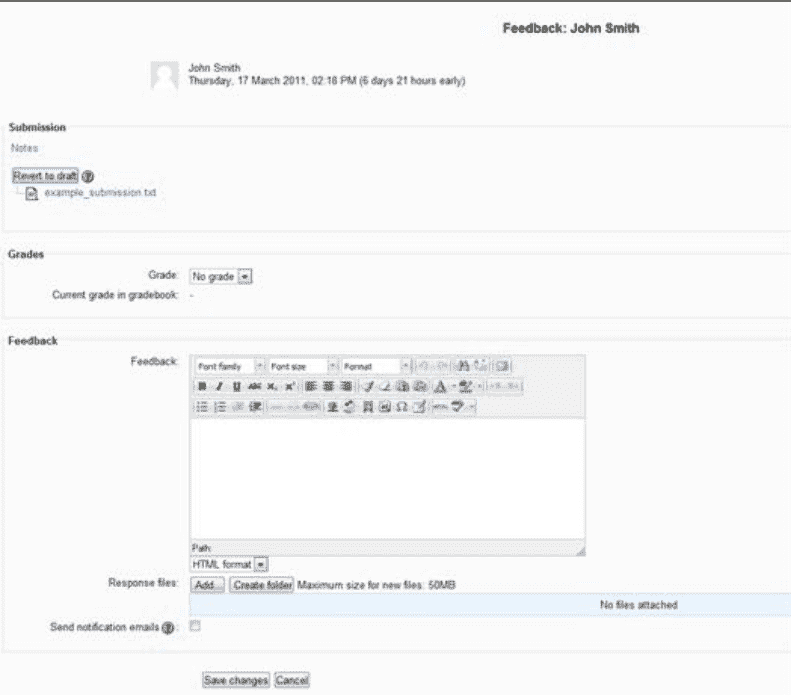 Feedback: John Smith
John Smith
Thursday, 17 March 2011, 02:18 PM (6 days 21 hours early)
Submission
Notes
Revert to draft
example_submission.txt
Grades
Grade: No grade
Current grade in gradebook: -
Feedback
Feedback: Font family Font size Format
B I U ABC X₂ X²
A
Ω
Path:
HTML format
Response files: Add... Create folder Maximum size for new files: 50MB
No files attached
Send notification emails ?:
Save changes Cancel